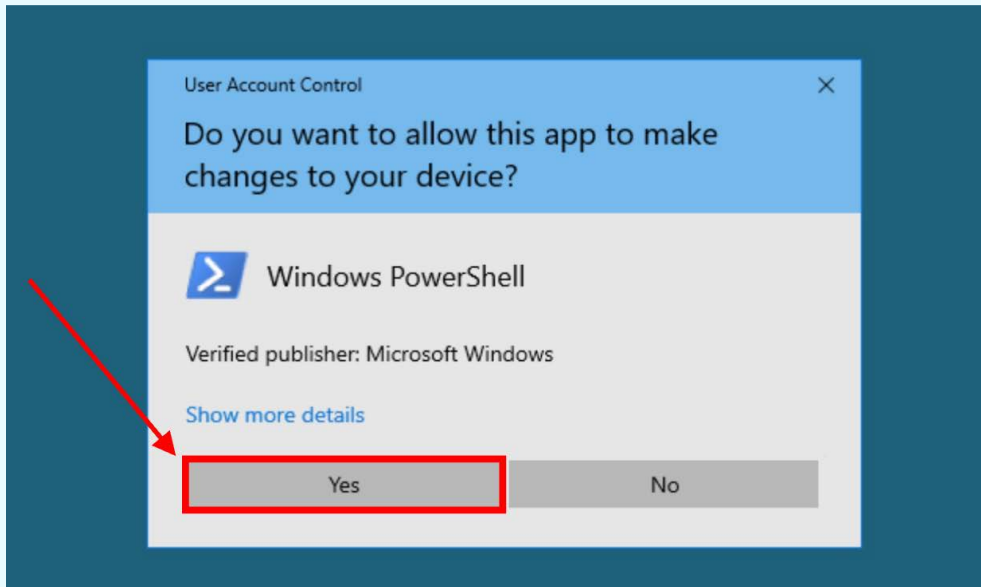 User Account Control
Do you want to allow this app to make
changes to your device?
Windows PowerShell
Verified publisher: Microsoft Windows
Show more details
Yes
No